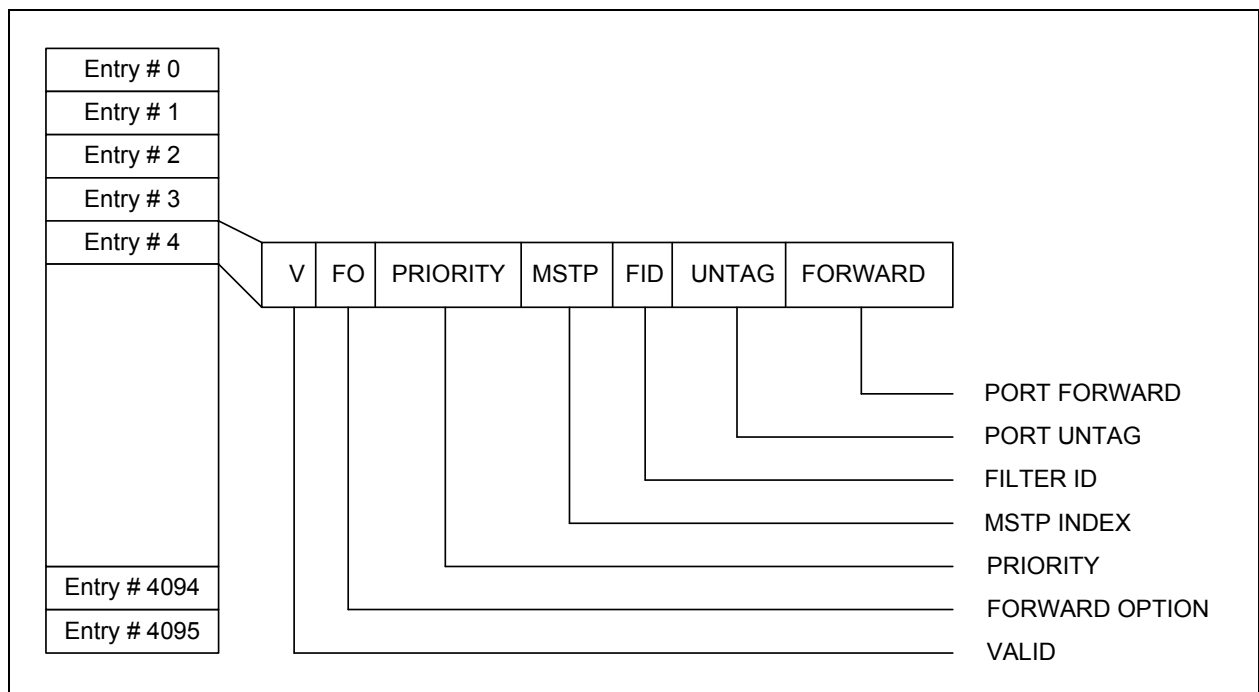 Entry # 0
Entry # 1
Entry # 2
Entry # 3
Entry # 4
V FO PRIORITY MSTP FID UNTAG FORWARD
PORT FORWARD
PORT UNTAG
FILTER ID
MSTP INDEX
PRIORITY
FORWARD OPTION
VALID
Entry # 4094
Entry # 4095